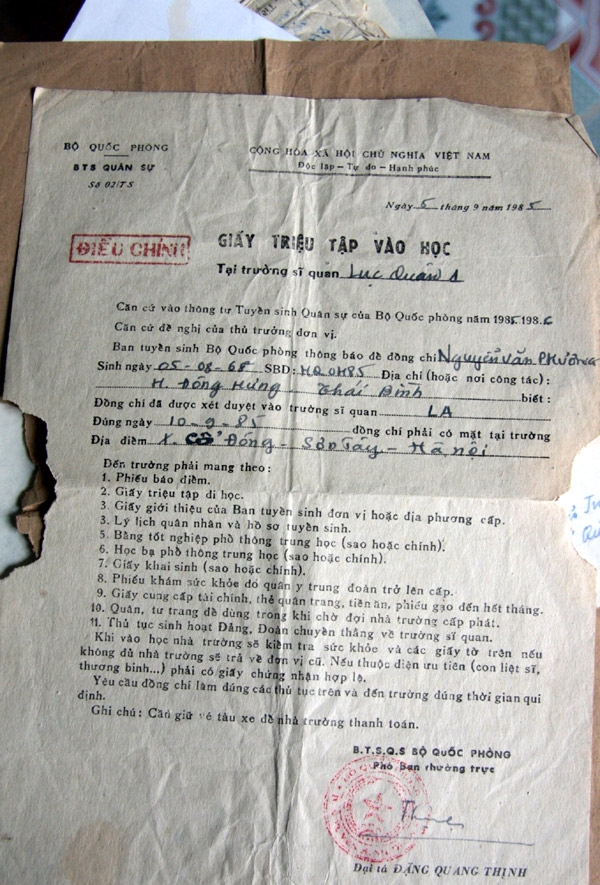 BỘ QUỐC PHÒNG
BTS QUÂN SỰ
Số 02/TS
CỘNG HÒA XÃ HỘI CHỦ NGHĨA VIỆT NAM
Độc lập - Tự do - Hạnh phúc
Ngày 5 tháng 9 năm 1985
ĐIỀU CHỈNH
GIẤY TRIỆU TẬP VÀO HỌC
Tại trường sĩ quan Lục Quân 1
Căn cứ vào thông tư Tuyển sinh Quân sự của Bộ Quốc phòng năm 1985 1986
Căn cứ đề nghị của thủ trưởng đơn vị.
Ban tuyển sinh Bộ Quốc phòng thông báo để đồng chí Nguyễn Văn Phương
Sinh ngày 05-08-68 SBD: HQ0H85 Địa chỉ (hoặc nơi công tác):
H. Đông Hưng - Thái Bình biết:
Đồng chí đã được xét duyệt vào trường sĩ quan LA
Đúng ngày 10-9-85 đồng chí phải có mặt tại trường
Địa điểm X. Cổ Đông - Sơn Tây - Hà Nội
Đến trường phải mang theo:
1. Phiếu báo điểm.
2. Giấy triệu tập đi học.
3. Giấy giới thiệu của Ban tuyển sinh đơn vị hoặc địa phương cấp.
3. Lý lịch quân nhân và hồ sơ tuyển sinh.
5. Bằng tốt nghiệp phổ thông trung học (sao hoặc chính).
6. Học bạ phổ thông trung học (sao hoặc chính).
7. Giấy khai sinh (sao hoặc chính).
8. Phiếu khám sức khỏe dó quân y trung đoàn trở lên cấp.
9. Giấy cung cấp tài chính, thẻ quân trang, tiền ăn, phiếu gạo đến hết tháng.
10. Quân, tư trang để dùng trong khi chờ đợi nhà trường cấp phát.
11. Thủ tục sinh hoạt Đảng, Đoàn chuyển thẳng về trường sĩ quan.
Khi vào học nhà trường sẽ kiểm tra sức khỏe và các giấy tờ trên nếu
không đủ nhà trường sẽ trả về đơn vị cũ. Nếu thuộc diện ưu tiên (con liệt sĩ,
thương binh...) phải có giấy chứng nhận hợp lệ.
Yêu cầu đồng chí làm đúng các thủ tục trên và đến trường đúng thời gian qui
định.
Ghi chú: Cần giữ vé tàu xe để nhà trường thanh toán.
B.T.S.Q.S BỘ QUỐC PHÒNG
Phó Ban thường trực
Thịnh
Đại tá ĐẶNG QUANG THỊNH